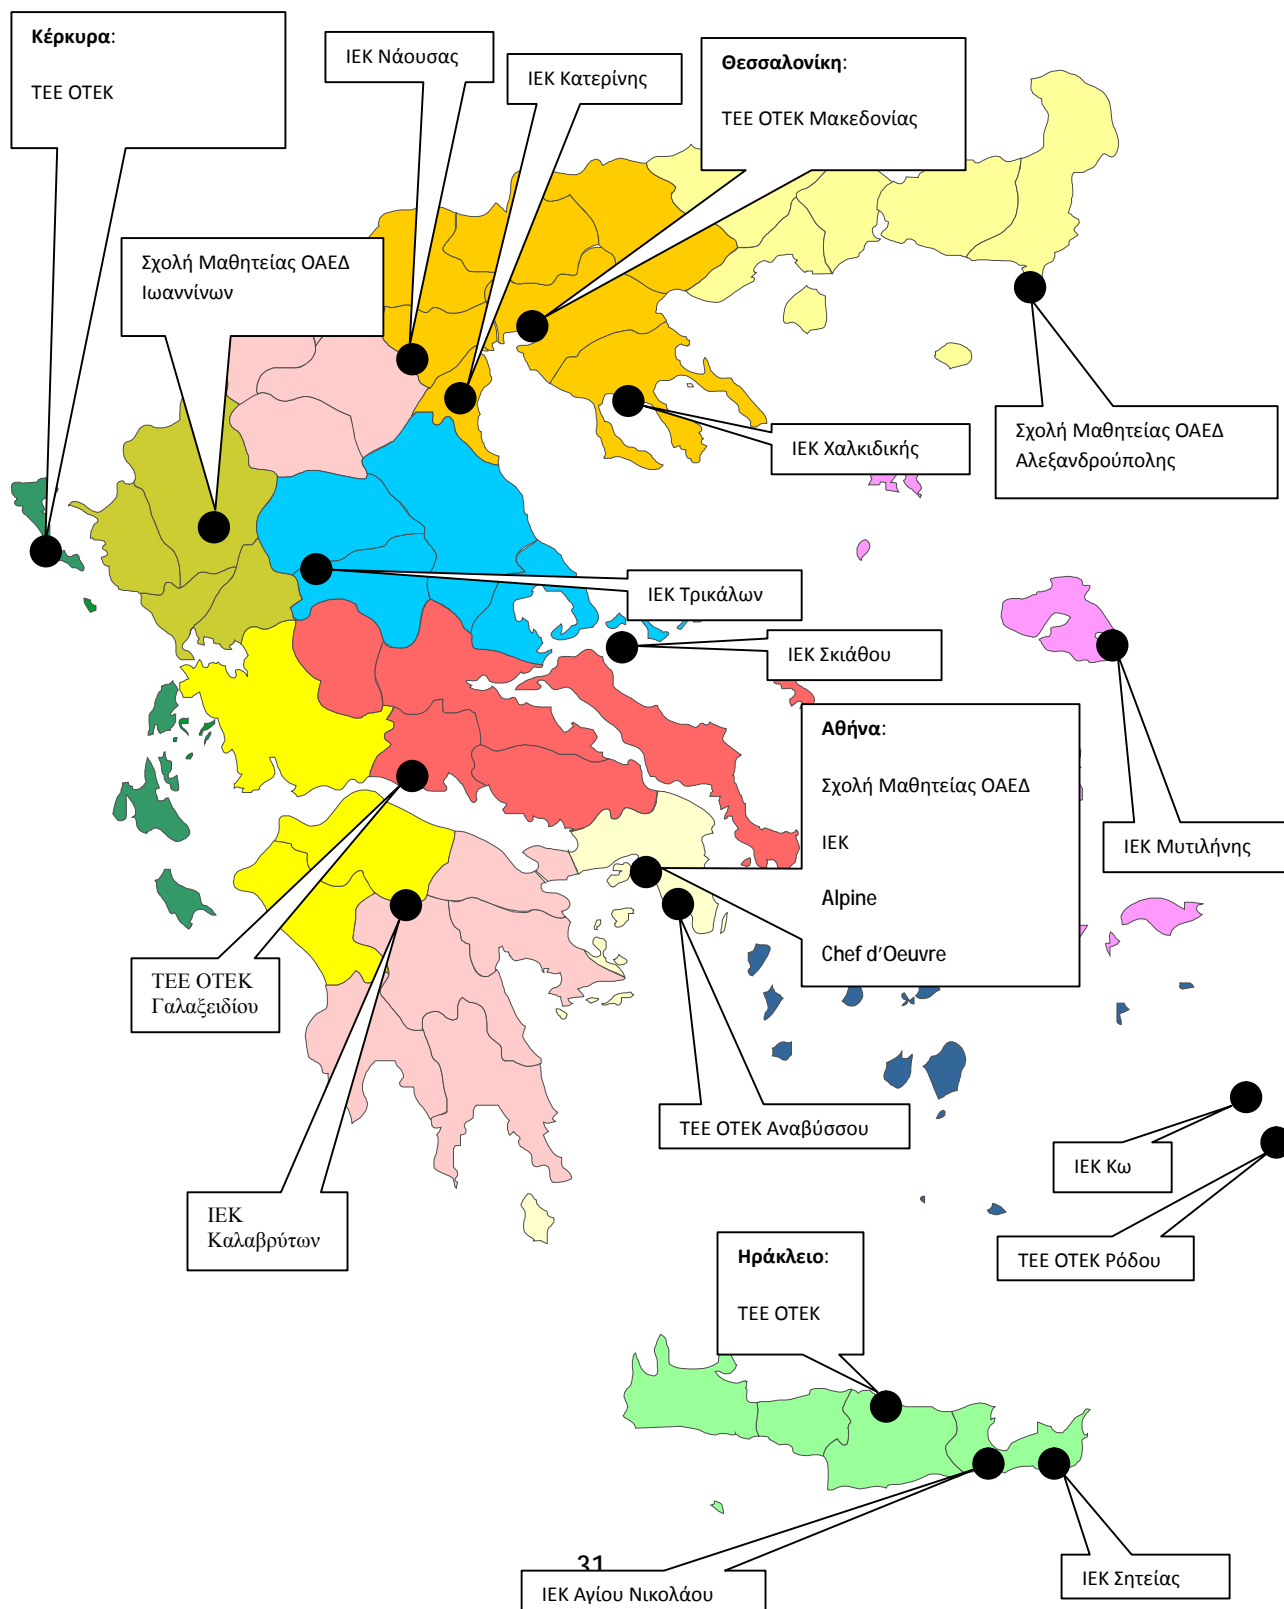 Κέρκυρα:
ΤΕΕ ΟΤΕΚ
ΙΕΚ Νάουσας
ΙΕΚ Κατερίνης
Θεσσαλονίκη:
ΤΕΕ ΟΤΕΚ Μακεδονίας
Σχολή Μαθητείας ΟΑΕΔ
Ιωαννίνων
ΙΕΚ Χαλκιδικής
Σχολή Μαθητείας ΟΑΕΔ
Αλεξανδρούπολης
ΙΕΚ Τρικάλων
ΙΕΚ Σκιάθου
Αθήνα:
Σχολή Μαθητείας ΟΑΕΔ
ΙΕΚ
Alpine
Chef d’Oeuvre
ΙΕΚ Μυτιλήνης
ΤΕΕ ΟΤΕΚ
Γαλαξειδίου
ΤΕΕ ΟΤΕΚ Αναβύσσου
ΙΕΚ Κω
ΙΕΚ
Καλαβρύτων
ΤΕΕ ΟΤΕΚ Ρόδου
Ηράκλειο:
ΤΕΕ ΟΤΕΚ
31
ΙΕΚ Αγίου Νικολάου
ΙΕΚ Σητείας